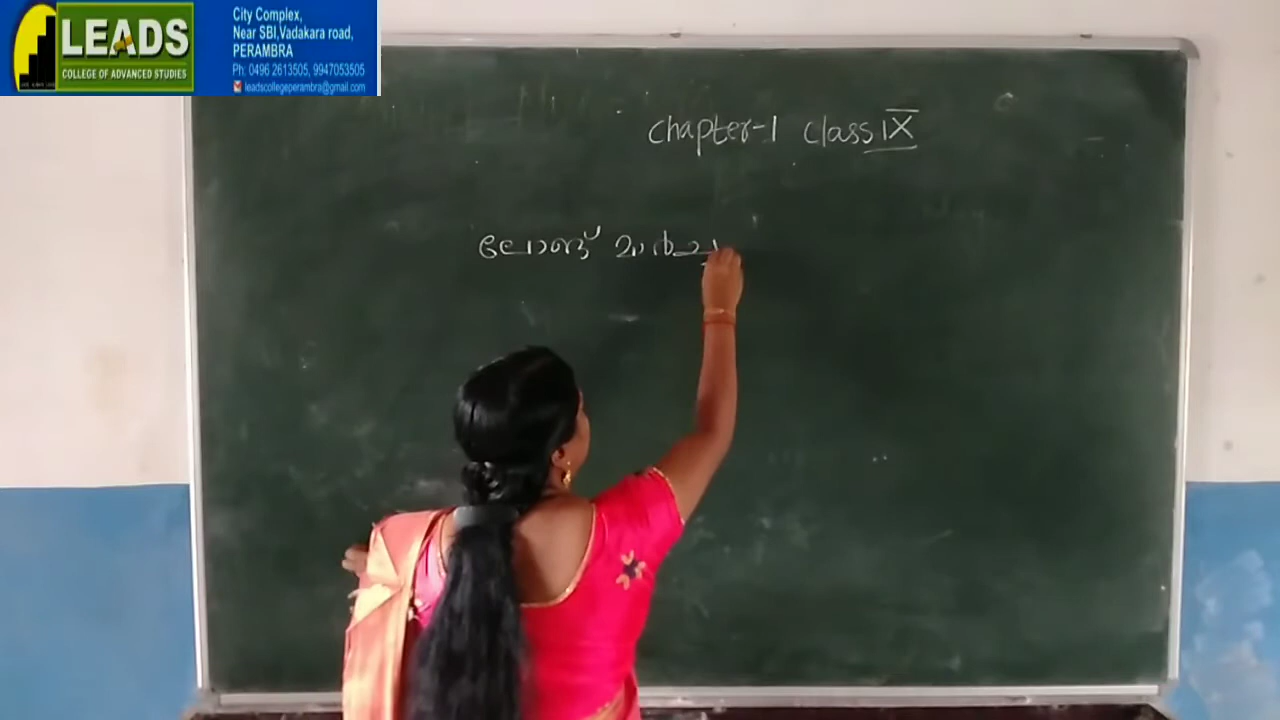 LEADS
COLLEGE OF ADVANCED STUDIES
City Complex,
Near SBI,Vadakara road,
PERAMBRA
Ph: 0496 2613505, 9947053505
leadscollegeperambra@gmail.com
Chapter-1 Class IX
ലോങ്ങ്